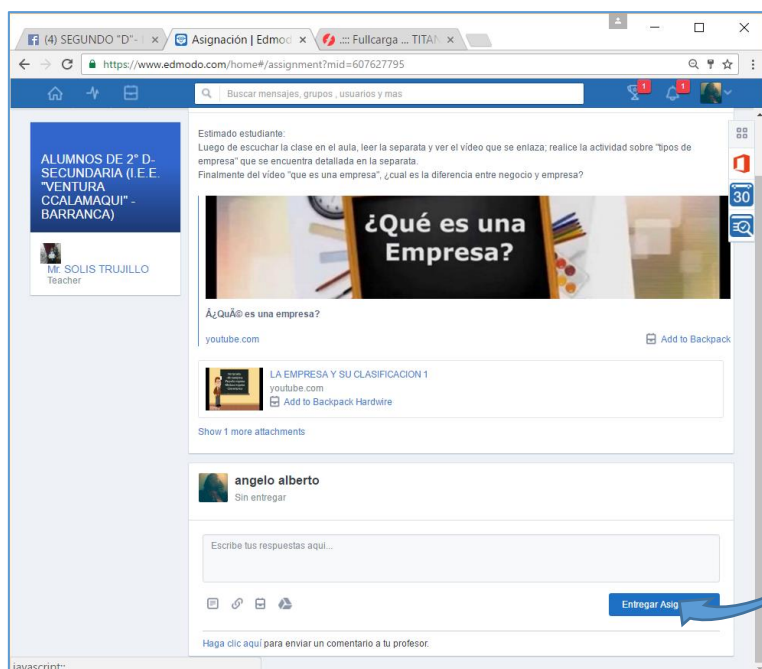 (4) SEGUNDO "D"-
Asignación | Edmod
.::: Fullcarga ... TITAN
https://www.edmodo.com/home#/assignment?mid=607627795
Buscar mensajes, grupos , usuarios y mas
1
1
ALUMNOS DE 2° D-
SECUNDARIA (I.E.E.
"VENTURA
CCALAMAQUI" -
BARRANCA)
Mr. SOLIS TRUJILLO
Teacher
Estimado estudiante:
Luego de escuchar la clase en el aula, leer la separata y ver el vídeo que se enlaza; realice la actividad sobre "tipos de
empresa" que se encuentra detallada en la separata.
Finalmente del vídeo "que es una empresa", ¿cual es la diferencia entre negocio y empresa?
30
¿Qué es una
Empresa?
Â¿QuÃ© es una empresa?
youtube.com
Add to Backpack
LA EMPRESA Y SU CLASIFICACION 1
youtube.com
Add to Backpack Hardwire
Show 1 more attachments
angelo alberto
Sin entregar
Escribe tus respuestas aqui...
Entregar Asig
Haga clic aquí para enviar un comentario a tu profesor.
javascript:;